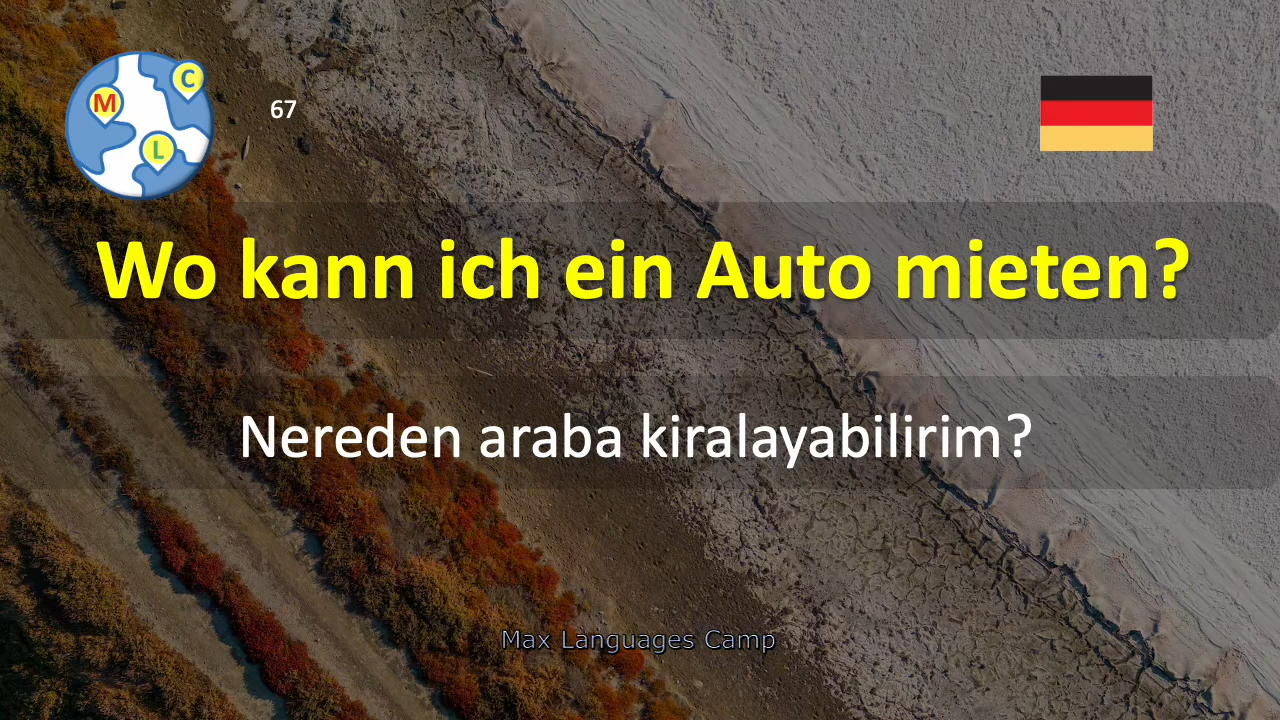 M
C
L
67
Wo kann ich ein Auto mieten?
Nereden araba kiralayabilirim?
Max Languages Camp